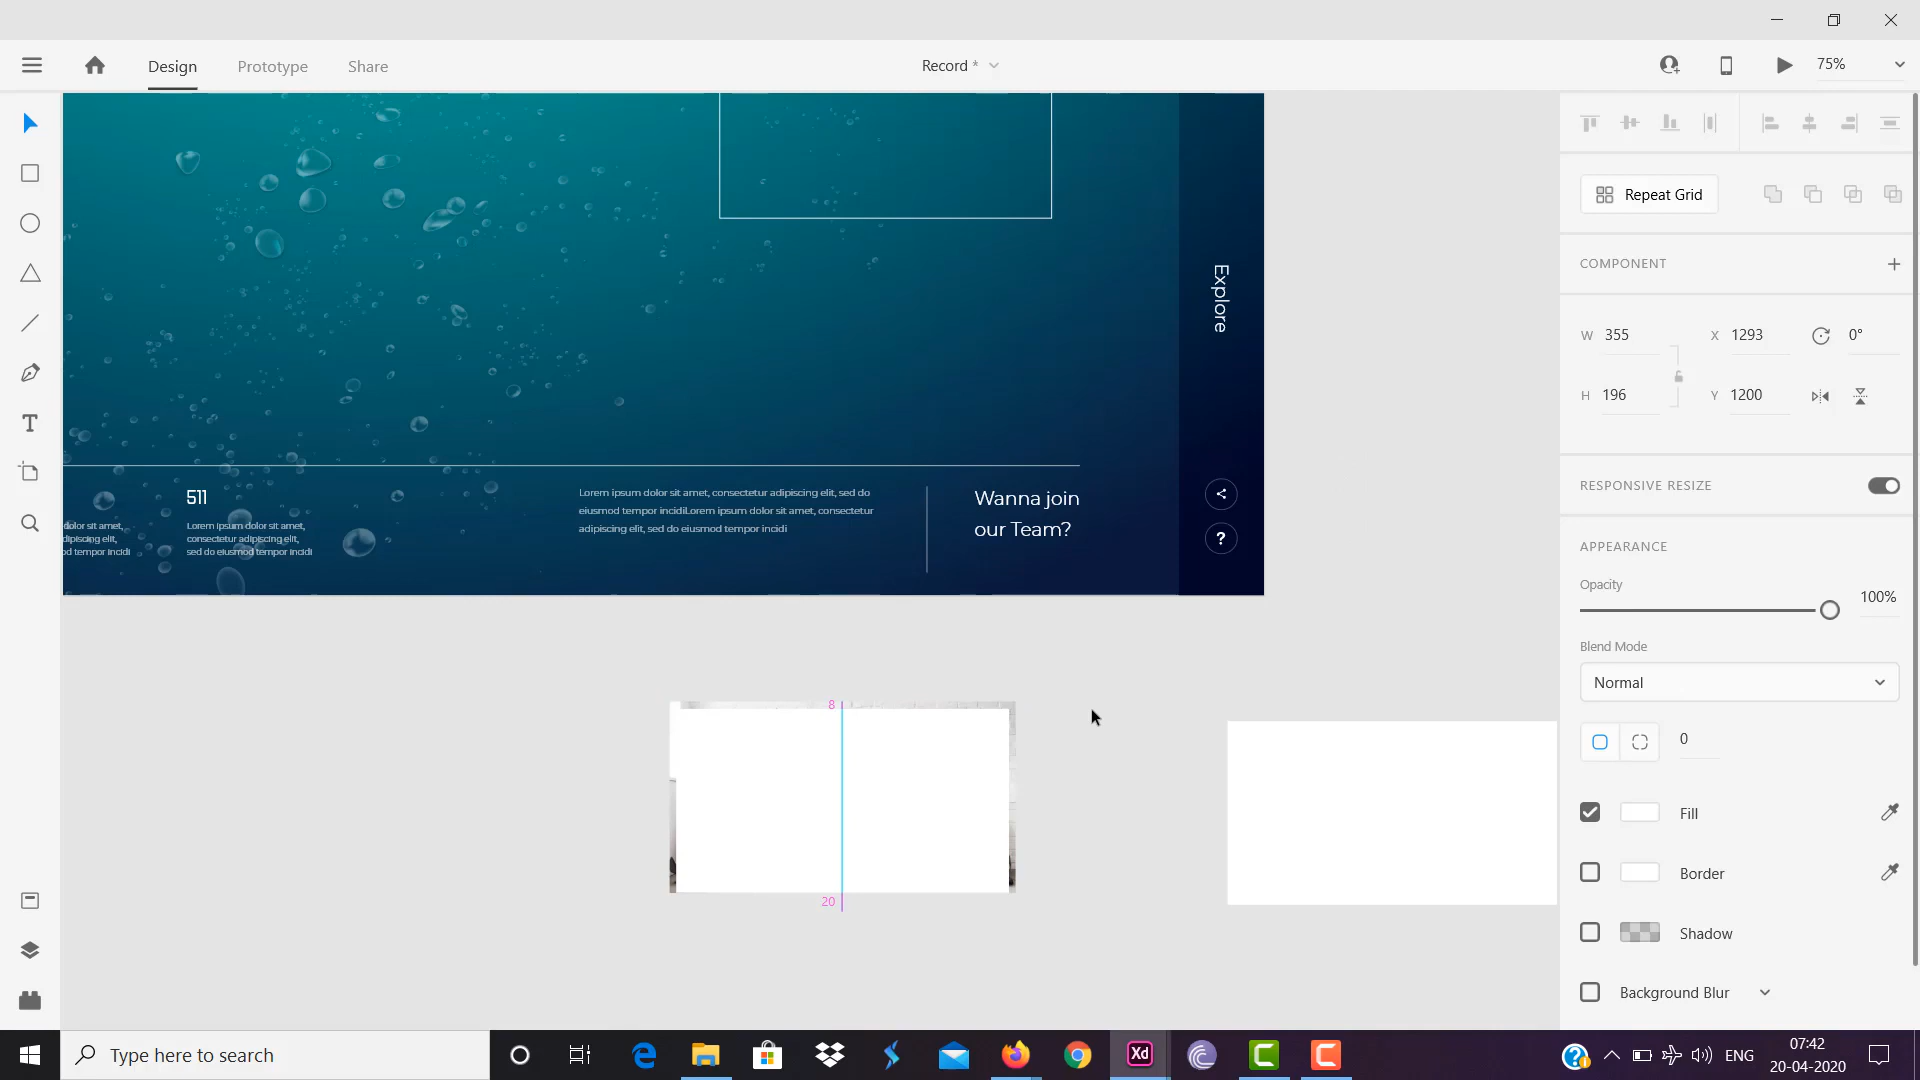 Design
Prototype
Share
Record *
75%
Repeat Grid
COMPONENT
W 355
X 1293
0°
H 196
Y 1200
RESPONSIVE RESIZE
APPEARANCE
Opacity
100%
Blend Mode
Normal
0
Fill
Border
Shadow
Background Blur
Explore
511
Lorem ipsum dolor sit amet,
consectetur adipiscing elit,
sed do eiusmod tempor incidi
dolor sit amet,
dipiscing elit,
od tempor incidi
Lorem ipsum dolor sit amet, consectetur adipiscing elit, sed do
eiusmod tempor incidiLorem ipsum dolor sit amet, consectetur
adipiscing elit, sed do eiusmod tempor incidi
Wanna join
our Team?
?
8
20
Type here to search
Xd
ENG
07:42
20-04-2020